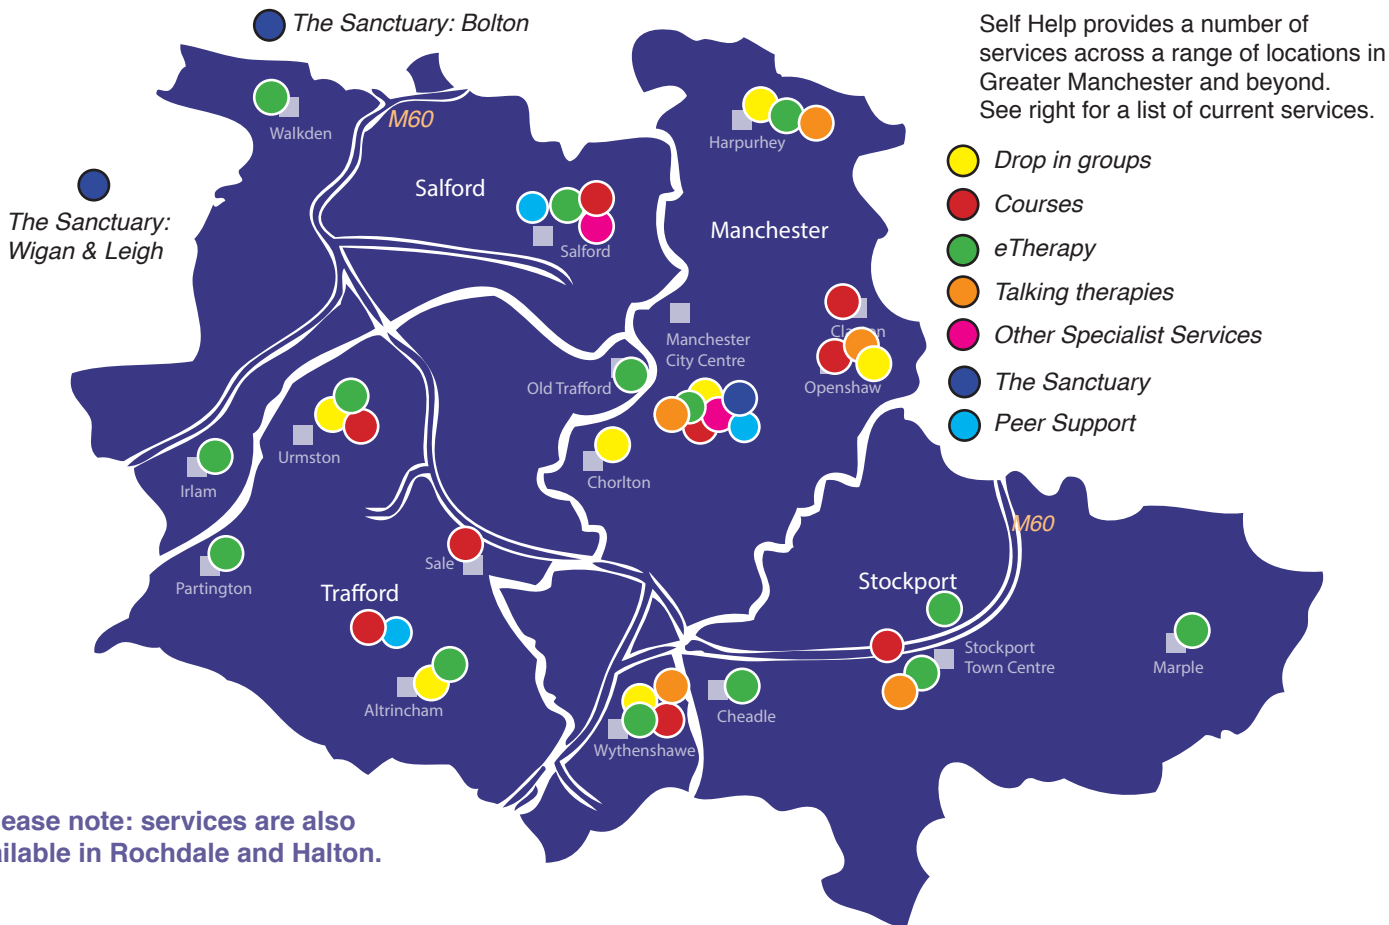 The Sanctuary: Bolton
Self Help provides a number of
services across a range of locations in
Greater Manchester and beyond.
See right for a list of current services.
M60
Walkden
Harpurhey
Drop in groups
Salford
Courses
The Sanctuary:
Wigan & Leigh
Manchester
Salford
eTherapy
Talking therapies
Other Specialist Services
Manchester
City Centre
Old Trafford
Openshaw
The Sanctuary
Peer Support
Urmston
Chorlton
Irlam
M60
Sale
Partington
Trafford
Stockport
Stockport
Town Centre
Marple
Altrincham
Cheadle
Wythenshawe
ease note: services are also
ailable in Rochdale and Halton.